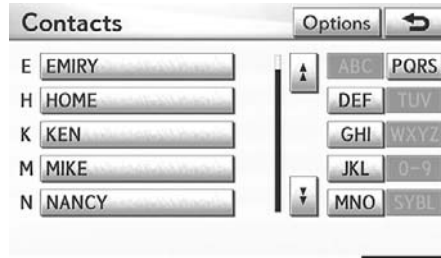 Contacts Options
E EMIRY ABC PQRS
H HOME DEF TUV
K KEN GHI WXYZ
M MIKE JKL 0-9
N NANCY MNO SYBL